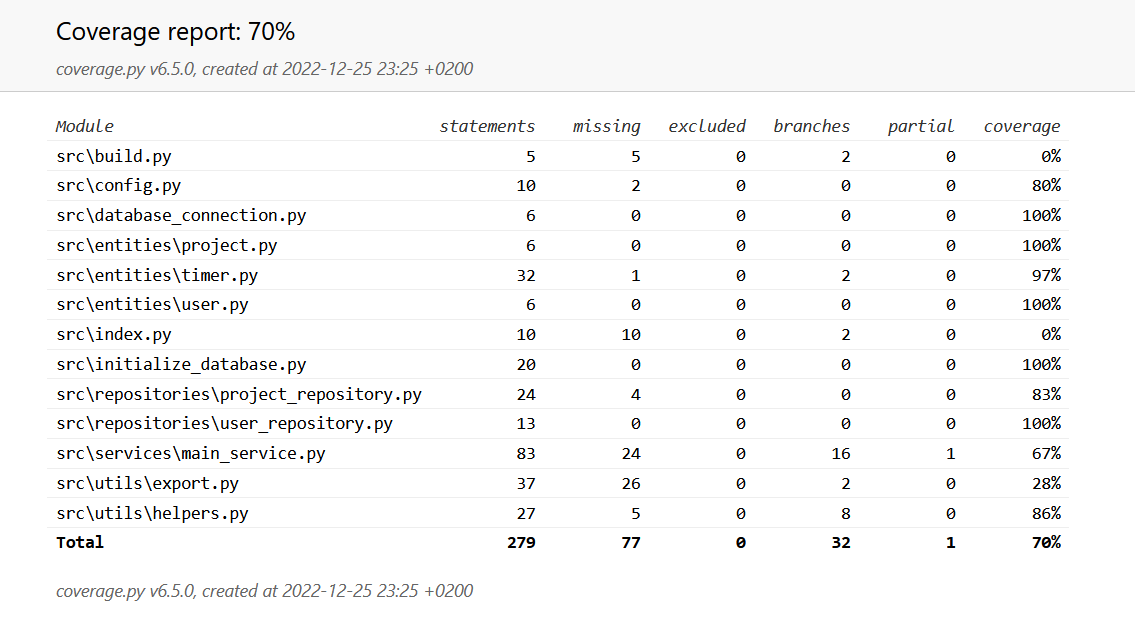 Coverage report: 70%
coverage.py v6.5.0, created at 2022-12-25 23:25 +0200
Module statements missing excluded branches partial coverage
src\build.py 5 5 0 2 0 0%
src\config.py 10 2 0 0 0 80%
src\database_connection.py 6 0 0 0 0 100%
src\entities\project.py 6 0 0 0 0 100%
src\entities\timer.py 32 1 0 2 0 97%
src\entities\user.py 6 0 0 0 0 100%
src\index.py 10 10 0 2 0 0%
src\initialize_database.py 20 0 0 0 0 100%
src\repositories\project_repository.py 24 4 0 0 0 83%
src\repositories\user_repository.py 13 0 0 0 0 100%
src\services\main_service.py 83 24 0 16 1 67%
src\utils\export.py 37 26 0 2 0 28%
src\utils\helpers.py 27 5 0 8 0 86%
Total 279 77 0 32 1 70%
coverage.py v6.5.0, created at 2022-12-25 23:25 +0200